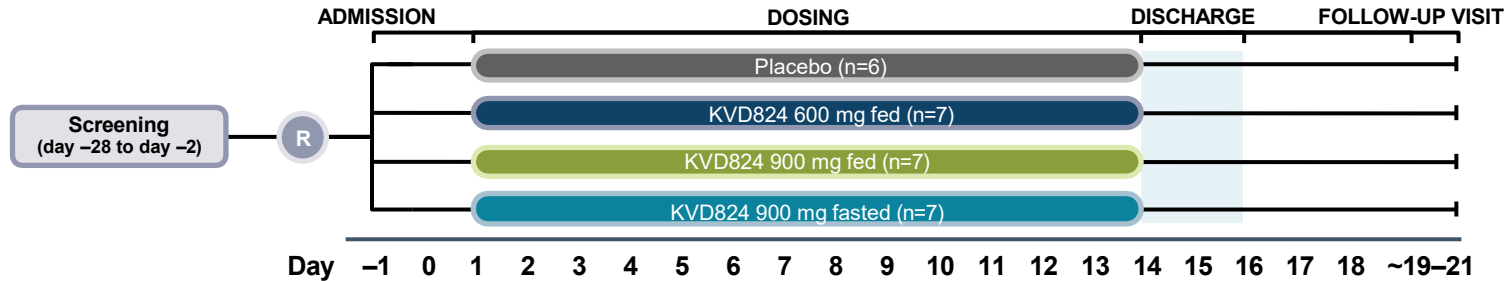 ADMISSION DOSING DISCHARGE FOLLOW-UP VISIT
Placebo (n=6)
KVD824 600 mg fed (n=7)
Screening
(day –28 to day –2)
R
KVD824 900 mg fed (n=7)
KVD824 900 mg fasted (n=7)
Day –1 0 1 2 3 4 5 6 7 8 9 10 11 12 13 14 15 16 17 18 ~19–21